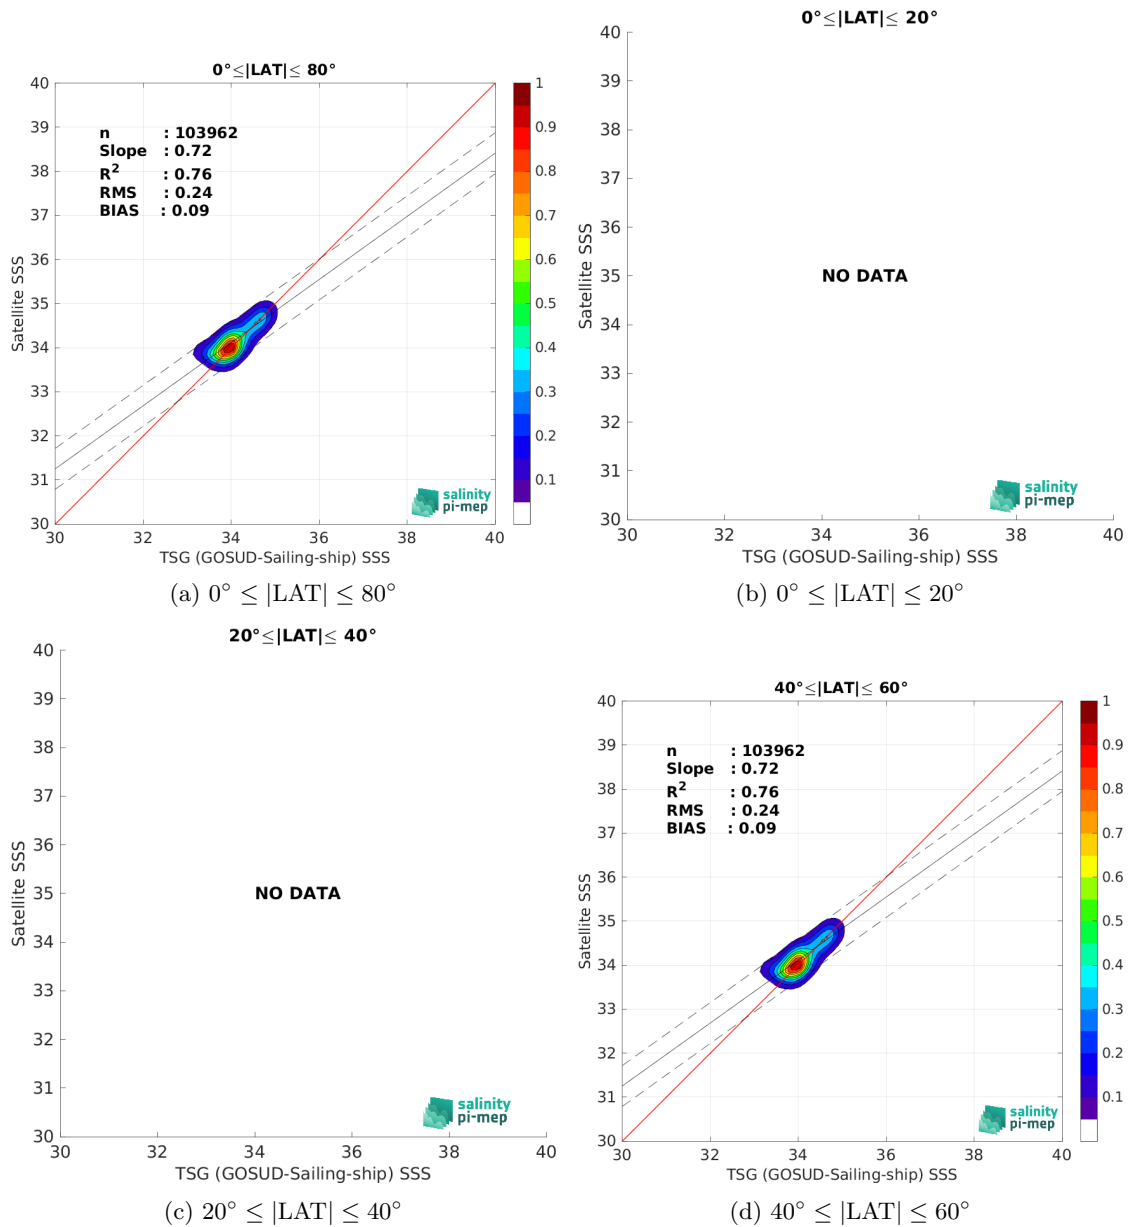 0°≤|LAT|≤ 80°
40
39
38
37
36
35
34
33
32
31
30
Satellite SSS
n : 103962
Slope : 0.72
R2 : 0.76
RMS : 0.24
BIAS : 0.09
salinity
pi-mep
30 32 34 36 38 40
TSG (GOSUD-Sailing-ship) SSS
1
0.9
0.8
0.7
0.6
0.5
0.4
0.3
0.2
0.1
(a) 0° ≤ |LAT| ≤ 80°
0°≤|LAT|≤ 20°
40
39
38
37
36
35
34
33
32
31
30
Satellite SSS
NO DATA
salinity
pi-mep
30 32 34 36 38 40
TSG (GOSUD-Sailing-ship) SSS
(b) 0° ≤ |LAT| ≤ 20°
20°≤|LAT|≤ 40°
40
39
38
37
36
35
34
33
32
31
30
Satellite SSS
NO DATA
salinity
pi-mep
30 32 34 36 38 40
TSG (GOSUD-Sailing-ship) SSS
(c) 20° ≤ |LAT| ≤ 40°
40°≤|LAT|≤ 60°
40
39
38
37
36
35
34
33
32
31
30
Satellite SSS
n : 103962
Slope : 0.72
R2 : 0.76
RMS : 0.24
BIAS : 0.09
salinity
pi-mep
30 32 34 36 38 40
TSG (GOSUD-Sailing-ship) SSS
1
0.9
0.8
0.7
0.6
0.5
0.4
0.3
0.2
0.1
(d) 40° ≤ |LAT| ≤ 60°